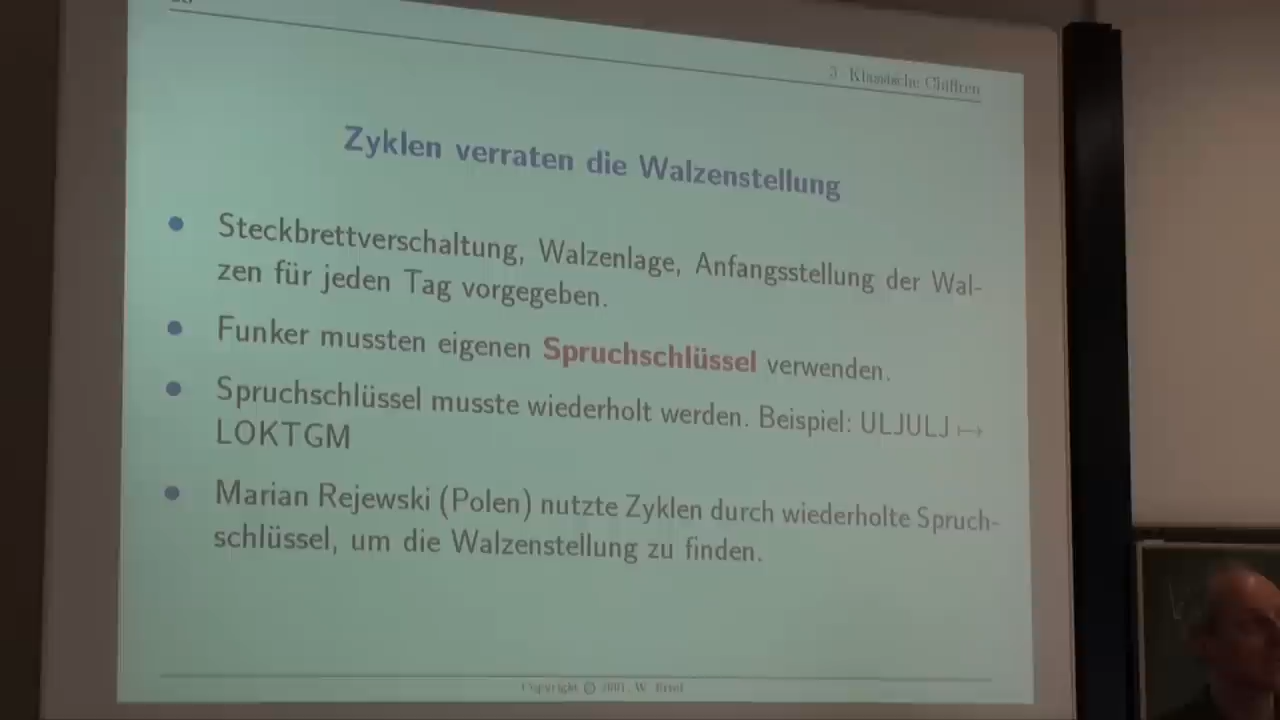 3 Klassische Chiffren
Zyklen verraten die Walzenstellung
• Steckbrettverschaltung, Walzenlage, Anfangsstellung der Wal-
zen für jeden Tag vorgegeben.
• Funker mussten eigenen Spruchschlüssel verwenden.
• Spruchschlüssel musste wiederholt werden. Beispiel: ULJULJ ↦
LOKTGM
• Marian Rejewski (Polen) nutzte Zyklen durch wiederholte Spruch-
schlüssel, um die Walzenstellung zu finden.
Copyright © W. Ertel